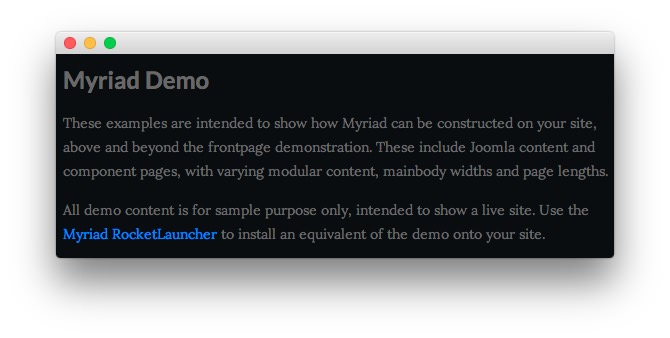 Myriad Demo
These examples are intended to show how Myriad can be constructed on your site,
above and beyond the frontpage demonstration. These include Joomla content and
component pages, with varying modular content, mainbody widths and page lengths.
All demo content is for sample purpose only, intended to show a live site. Use the
Myriad RocketLauncher to install an equivalent of the demo onto your site.